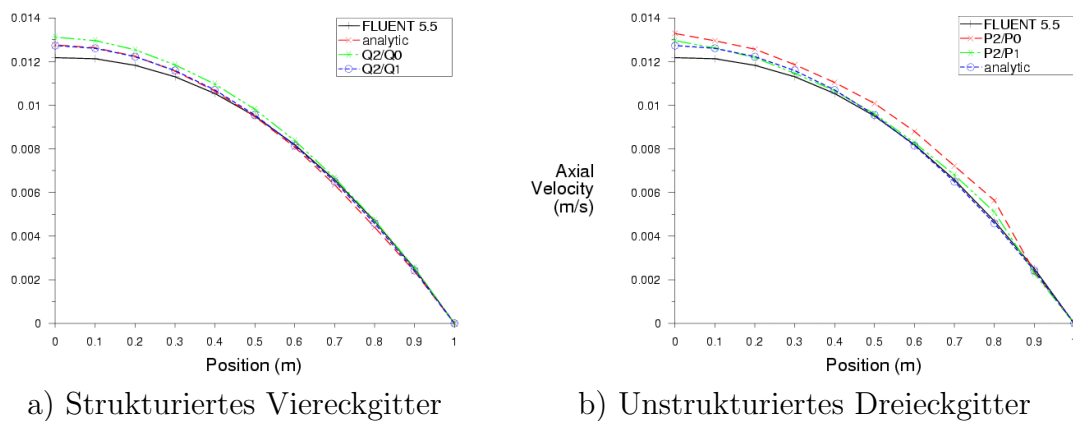 0.014
0.012
0.010
0.008
0.006
0.004
0.002
0
0 0.1 0.2 0.3 0.4 0.5 0.6 0.7 0.8 0.9 1
Position (m)
FLUENT 5.5
analytic
Q2/Q0
Q2/Q1
a) Strukturiertes Viereckgitter
Axial
Velocity
(m/s)
0.014
0.012
0.010
0.008
0.006
0.004
0.002
0
0 0.1 0.2 0.3 0.4 0.5 0.6 0.7 0.8 0.9 1
Position (m)
FLUENT 5.5
P2/P0
P2/P1
analytic
b) Unstrukturiertes Dreieckgitter